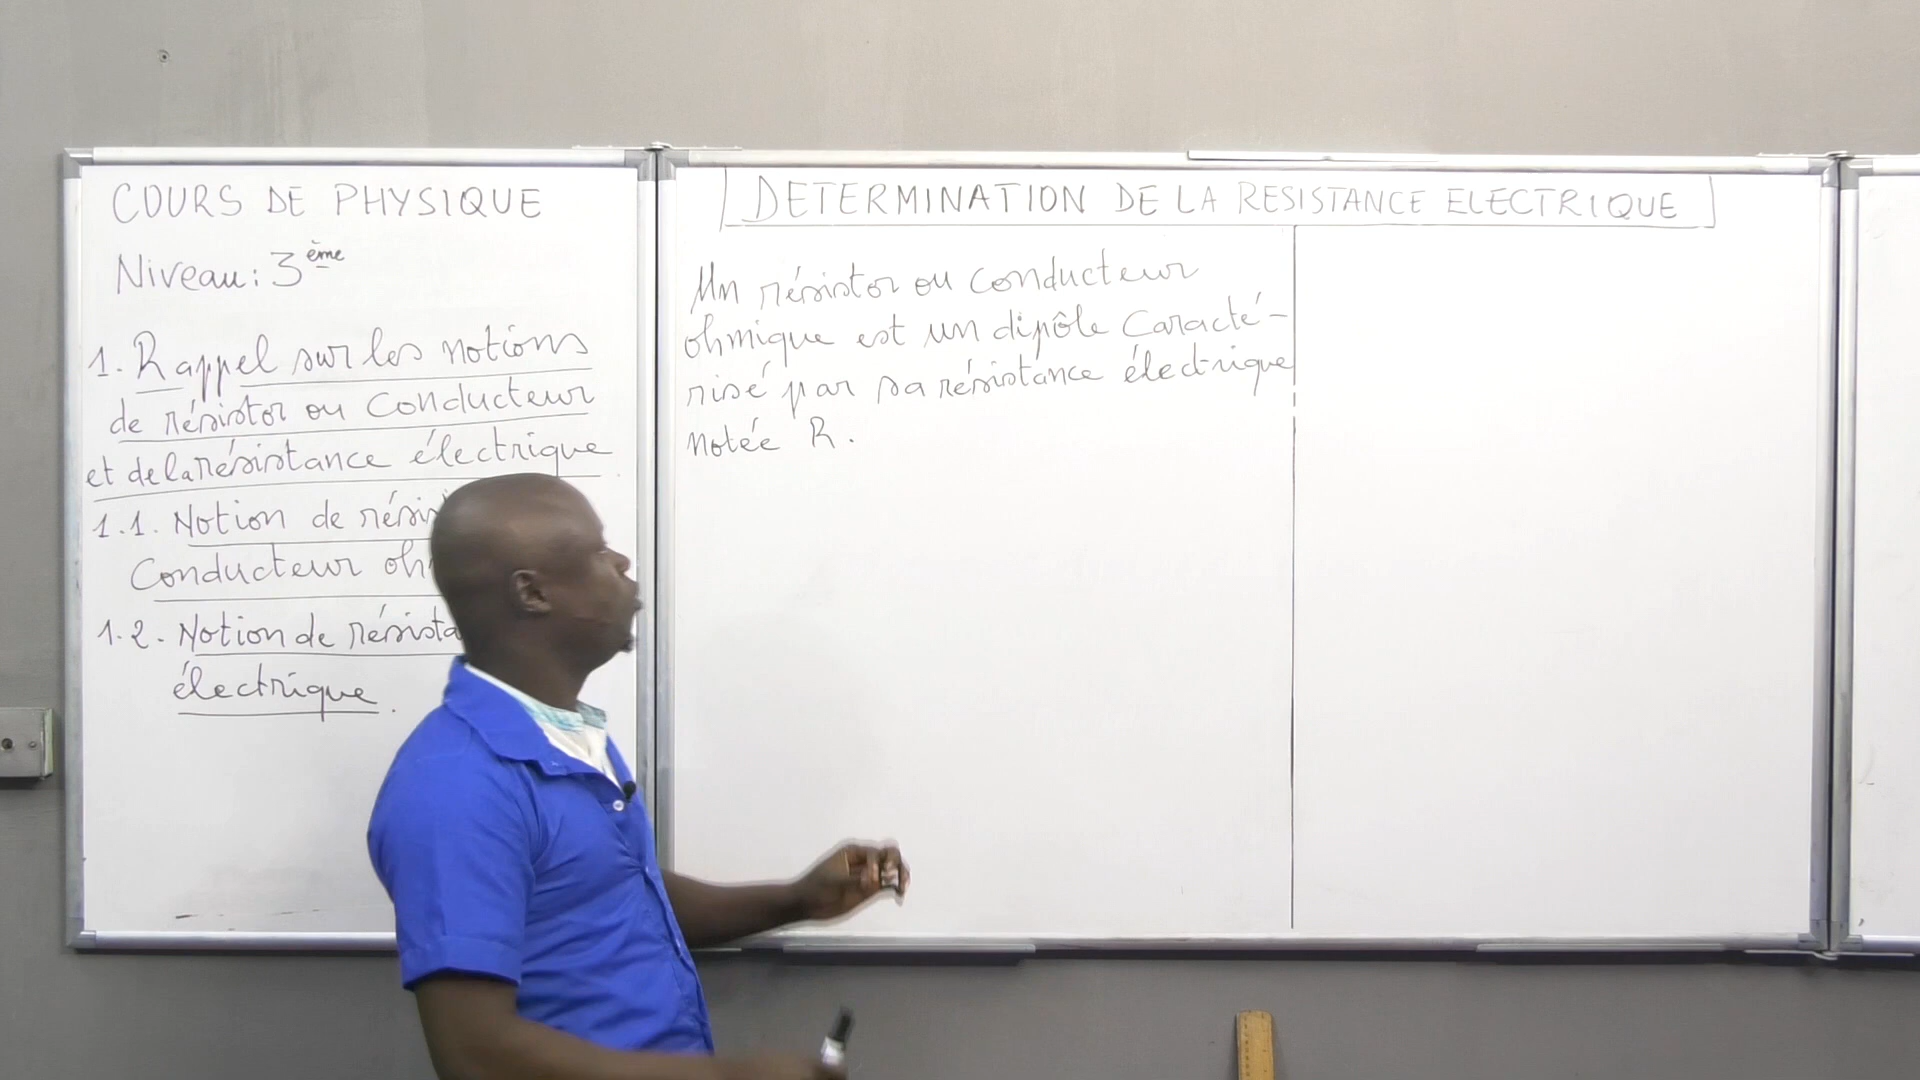 COURS DE PHYSIQUE
Niveau: 3ème
1. Rappel sur les notions
de résistor ou conducteur
et de la résistance électrique
1.1. Notion de
Conducteur
1.2. Notion de
électrique.
DETERMINATION DE LA RESISTANCE ELECTRIQUE
Un résistor ou conducteur
ohmique est un dipôle caracté-
risé par sa résistance électrique
notée R.